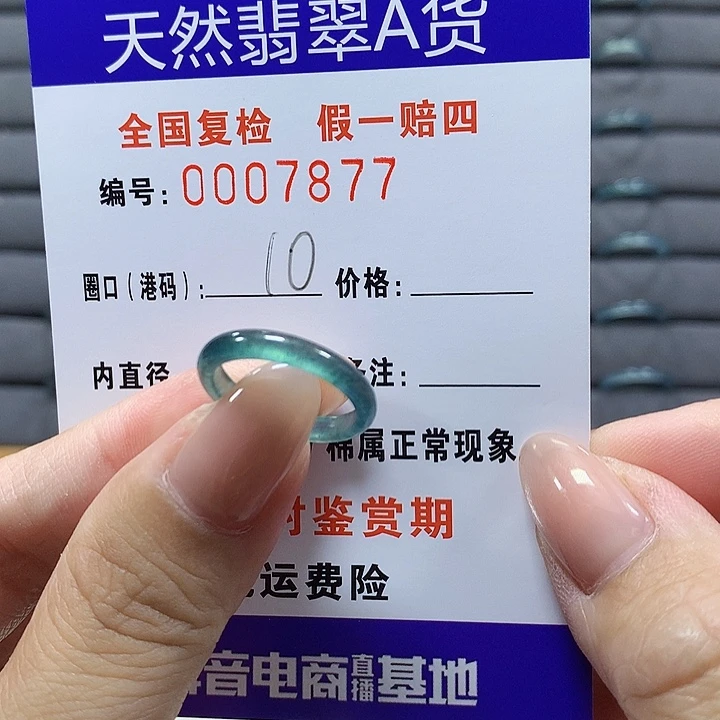 天然翡翠A货
全国复检 假一赔四
编号:0007877
圈口(港码):10 价格:
内直径 注:
棉属正常现象
时鉴赏期
运费险
音电商直播基地